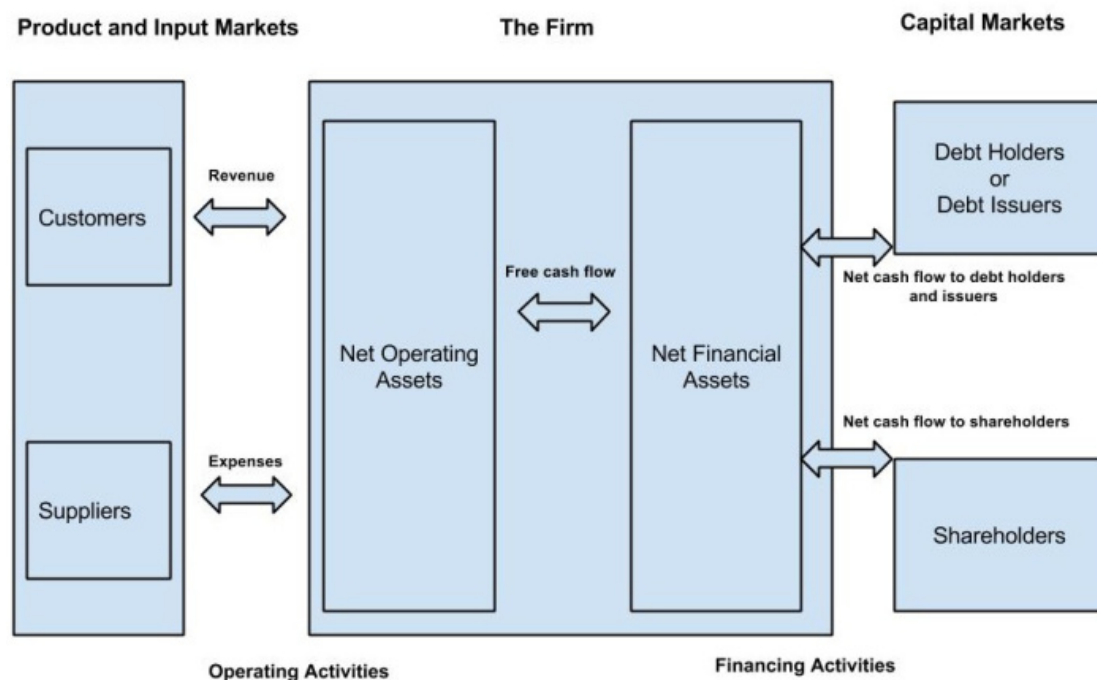 Product and Input Markets
The Firm
Capital Markets
Customers
Revenue
Suppliers
Expenses
Net Operating
Assets
Free cash flow
Net Financial
Assets
Debt Holders
or
Debt Issuers
Net cash flow to debt holders
and issuers
Net cash flow to shareholders
Shareholders
Operating Activities
Financing Activities